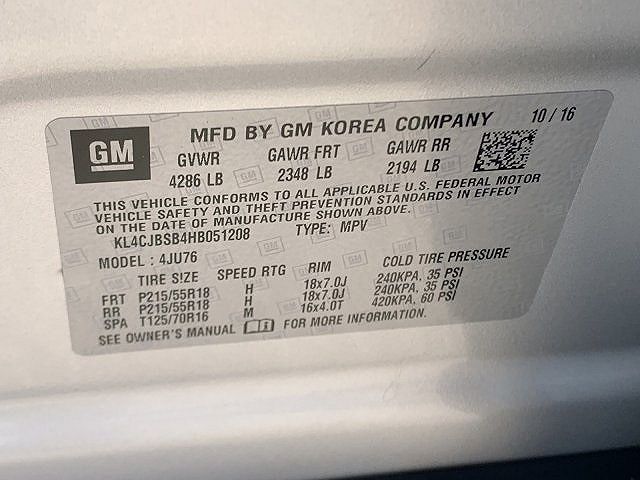 GM MFD BY GM KOREA COMPANY 10 / 16
GVWR GAWR FRT GAWR RR
4286 LB 2348 LB 2194 LB
THIS VEHICLE CONFORMS TO ALL APPLICABLE U.S. FEDERAL MOTOR
VEHICLE SAFETY AND THEFT PREVENTION STANDARDS IN EFFECT
ON THE DATE OF MANUFACTURE SHOWN ABOVE.
KL4CJBSB4HB051208 TYPE: MPV
MODEL : 4JU76
TIRE SIZE SPEED RTG RIM COLD TIRE PRESSURE
FRT P215/55R18 H 18x7.0J 240KPA, 35 PSI
RR P215/55R18 H 18x7.0J 240KPA, 35 PSI
SPA T125/70R16 M 16x4.0T 420KPA, 60 PSI
SEE OWNER'S MANUAL FOR MORE INFORMATION.